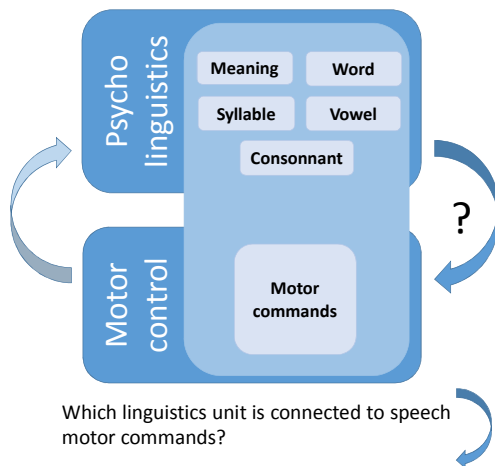 Psycho
linguistics
Meaning
Word
Syllable
Vowel
Consonnant
?
Motor
control
Motor
commands
Which linguistics unit is connected to speech
motor commands?